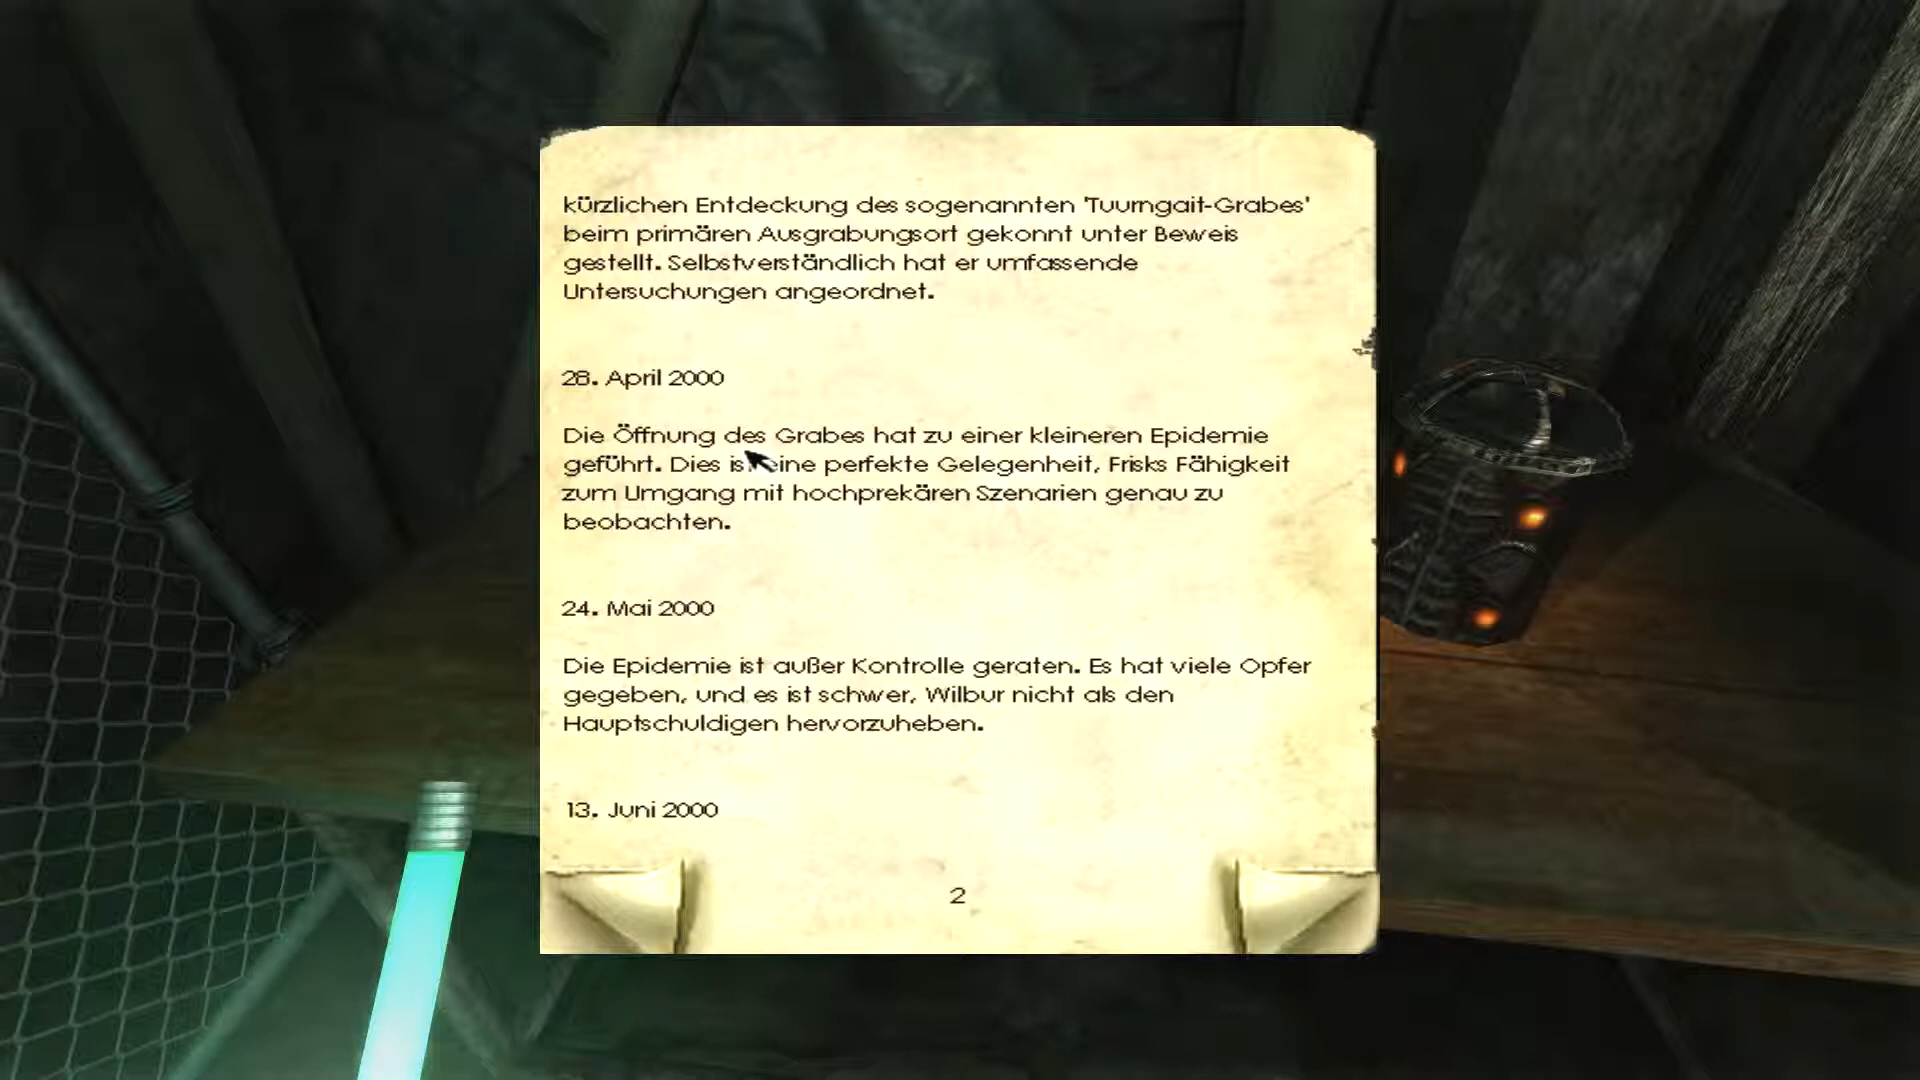 kürzlichen Entdeckung des sogenannten 'Tuurngait-Grabes'
beim primären Ausgrabungsort gekonnt unter Beweis
gestellt. Selbstverständlich hat er umfassende
Untersuchungen angeordnet.
28. April 2000
Die Öffnung des Grabes hat zu einer kleineren Epidemie
geführt. Dies ist eine perfekte Gelegenheit, Frisks Fähigkeit
zum Umgang mit hochprekären Szenarien genau zu
beobachten.
24. Mai 2000
Die Epidemie ist außer Kontrolle geraten. Es hat viele Opfer
gegeben, und es ist schwer, Wilbur nicht als den
Hauptschuldigen hervorzuheben.
13. Juni 2000
2